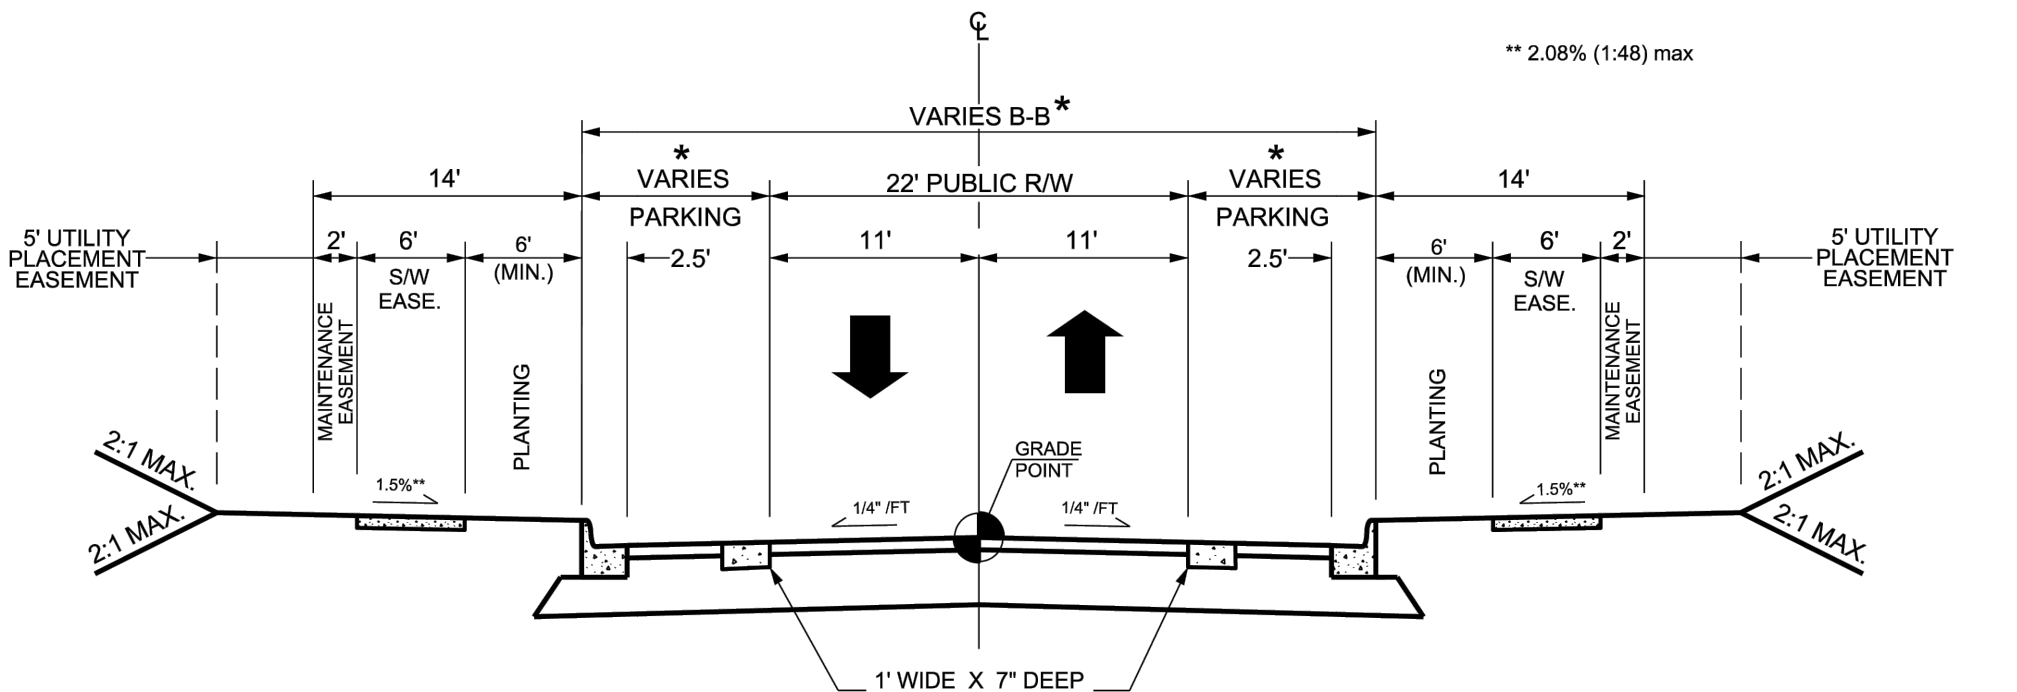 ℄
** 2.08% (1:48) max
VARIES B-B*
*
VARIES
PARKING
*
VARIES
PARKING
14'
22' PUBLIC R/W
14'
5' UTILITY
PLACEMENT
EASEMENT
2'
6'
S/W
EASE.
6'
(MIN.)
2.5'
11'
11'
2.5'
6'
(MIN.)
6'
S/W
EASE.
2'
5' UTILITY
PLACEMENT
EASEMENT
MAINTENANCE
EASEMENT
PLANTING
PLANTING
MAINTENANCE
EASEMENT
2:1 MAX.
2:1 MAX.
1.5%**
1/4" /FT
GRADE
POINT
1/4" /FT
1.5%**
2:1 MAX.
2:1 MAX.
1' WIDE X 7" DEEP